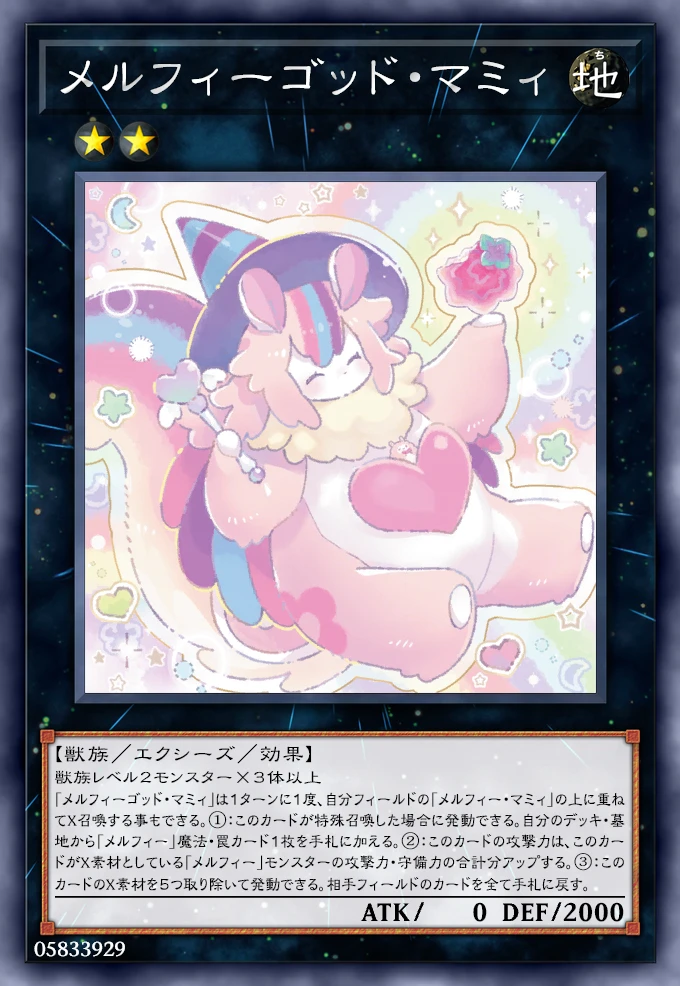 メルフィーゴッド・マミィ 地
ち
【獣族／エクシーズ／効果】
獣族レベル２モンスター×３体以上
「メルフィーゴッド・マミィ」は１ターンに１度、自分フィールドの「メルフィー・マミィ」の上に重ね
てX召喚する事もできる。①：このカードが特殊召喚した場合に発動できる。自分のデッキ・墓
地から「メルフィー」魔法・罠カード１枚を手札に加える。②：このカードの攻撃力は、このカー
ドがX素材としている「メルフィー」モンスターの攻撃力・守備力の合計分アップする。③：この
カードのX素材を５つ取り除いて発動できる。相手フィールドのカードを全て手札に戻す。
ATK/ 0 DEF/2000
05833929